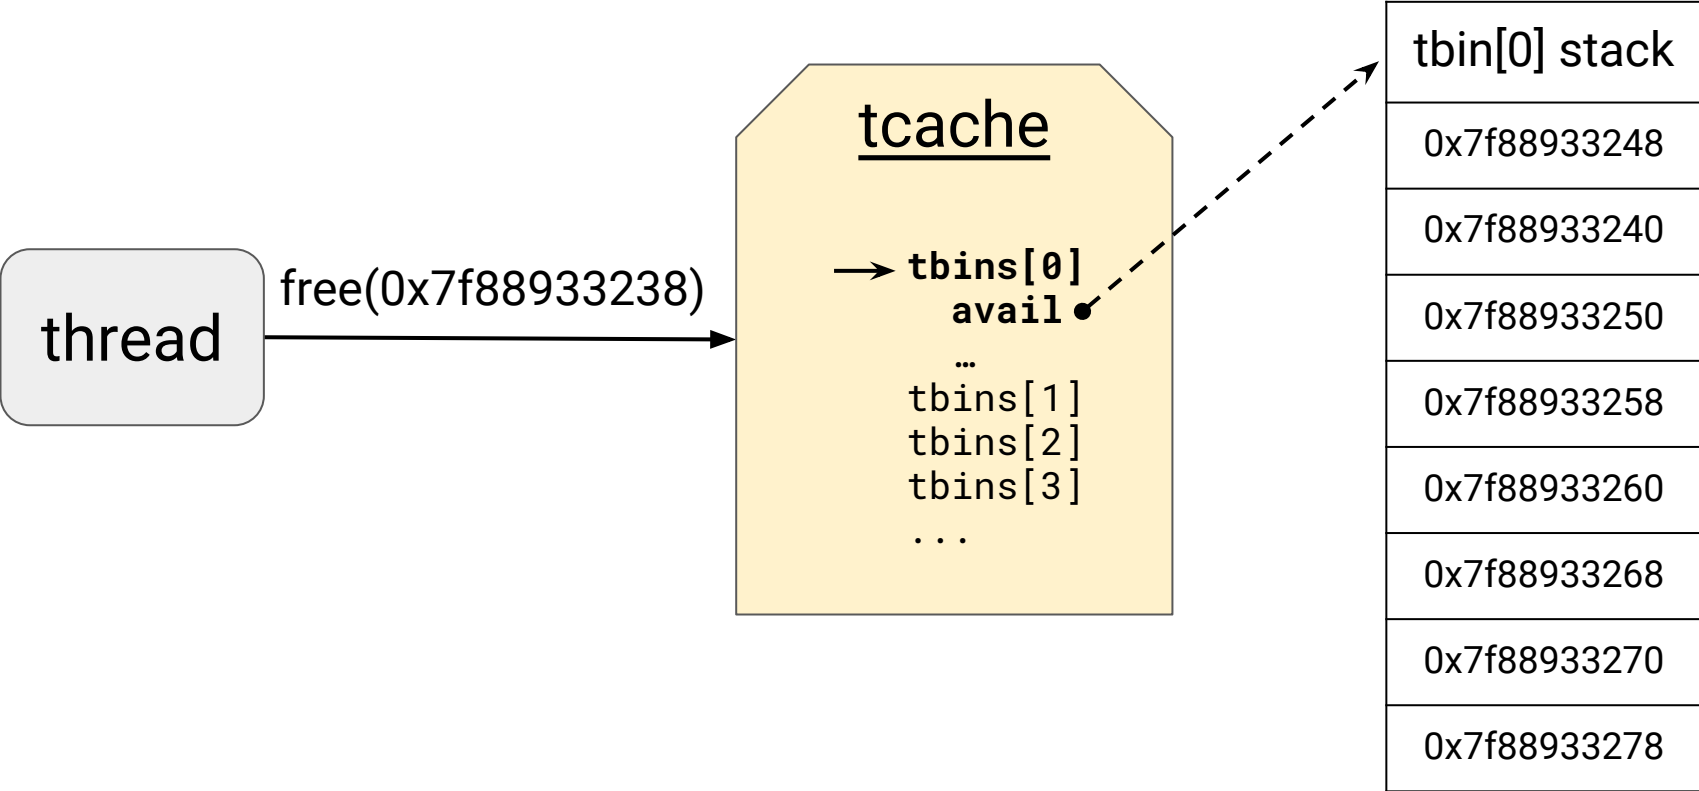 thread
free(0x7f88933238)
tcache
tbins[0]
avail
…
tbins[1]
tbins[2]
tbins[3]
...
tbin[0] stack
0x7f88933248
0x7f88933240
0x7f88933250
0x7f88933258
0x7f88933260
0x7f88933268
0x7f88933270
0x7f88933278